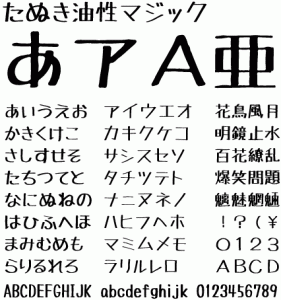 たぬき油性マジック
あアA亜
あいうえお アイウエオ 花鳥風月
かきくけこ カキクケコ 明鏡止水
さしすせそ サシスセソ 百花繚乱
たちつてと タチツテト 爆笑問題
なにぬねの ナニヌネノ 魑魅魍魎
はひふへほ ハヒフヘホ !?(¥
まみむめも マミムメモ 0123
らりるれろ ラリルレロ ABCD
ABCDEFGHIJK abcdefghijk 0123456789